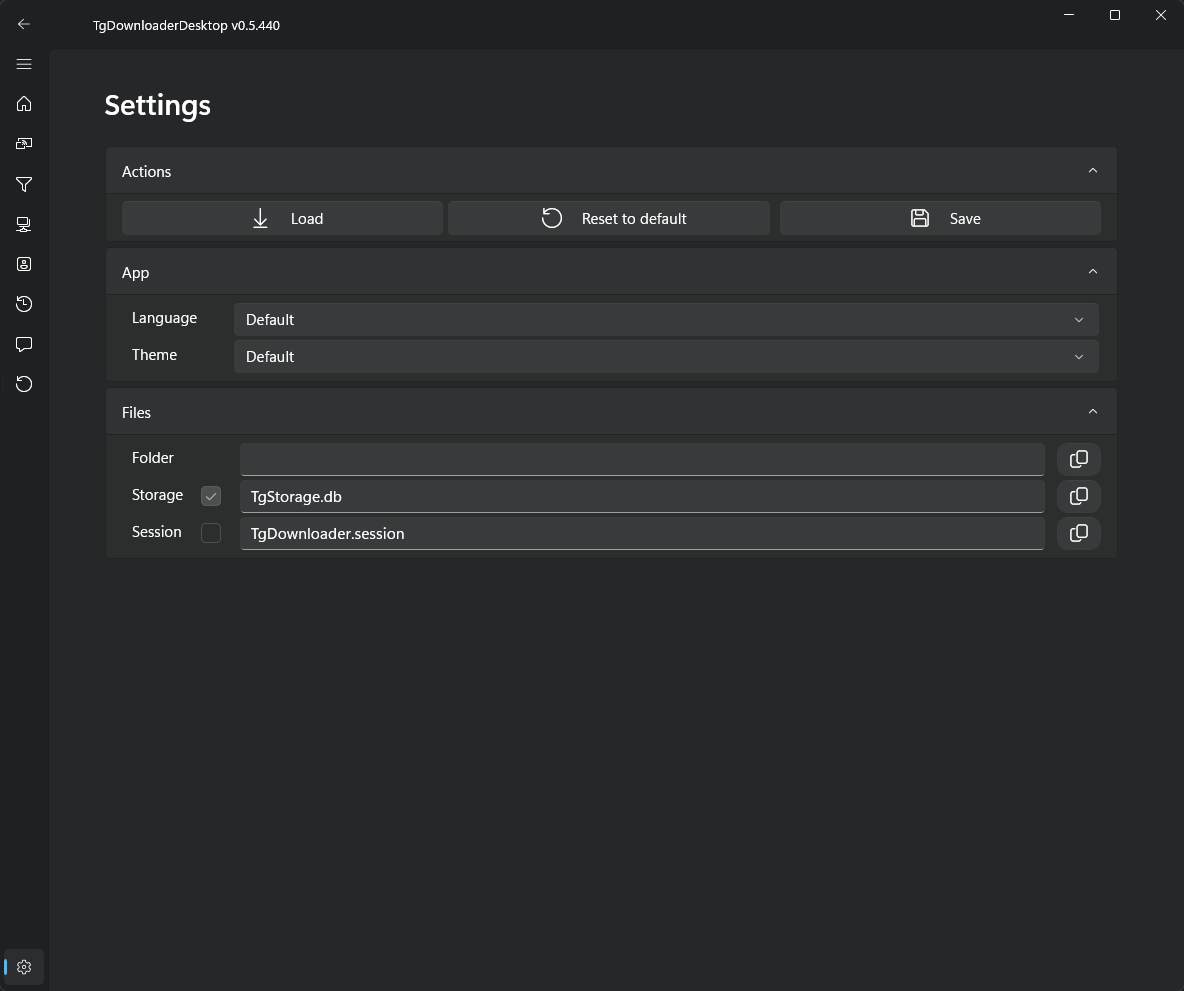 TgDownloaderDesktop v0.5.440
Settings
Actions
Load
Reset to default
Save
App
Language
Default
Theme
Default
Files
Folder
Storage
TgStorage.db
Session
TgDownloader.session